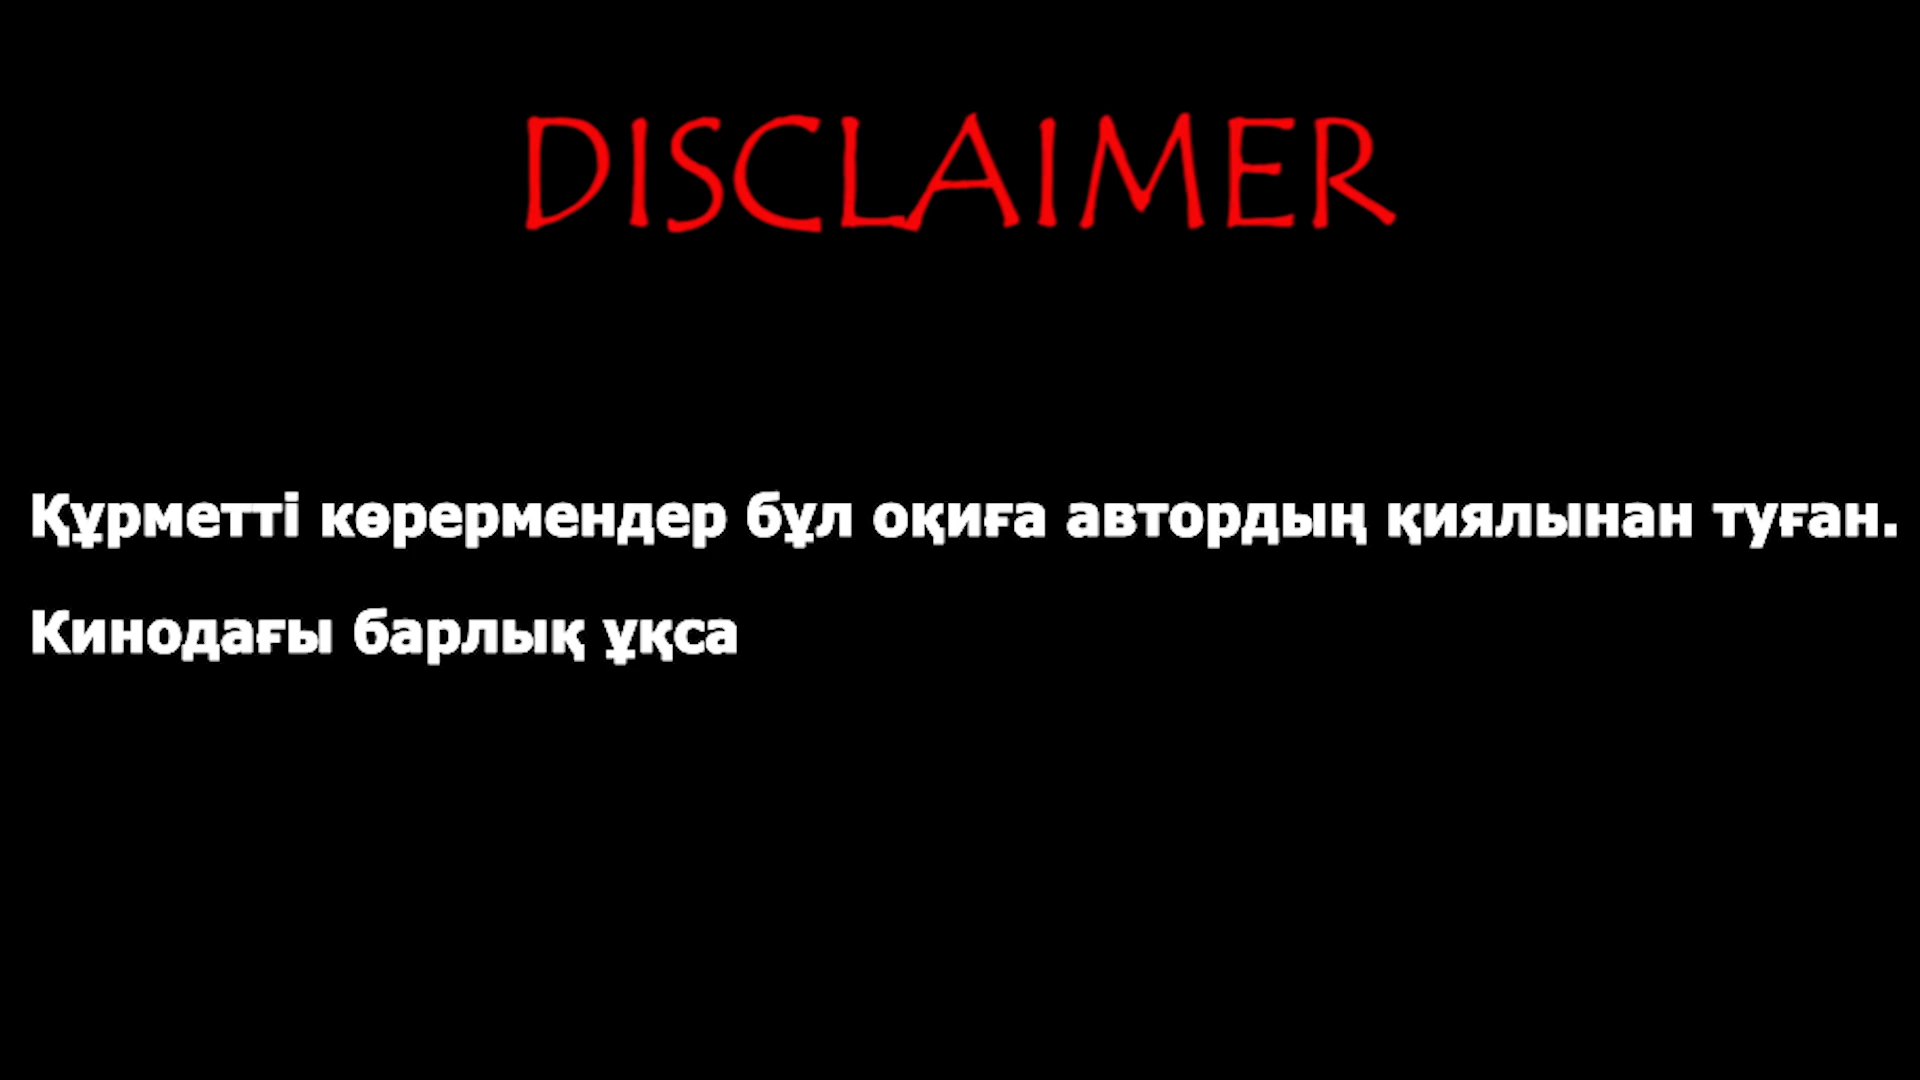 DISCLAIMER
Құрметті көрермендер бұл оқиға автордың қиялынан туған.
Кинодағы барлық ұқса